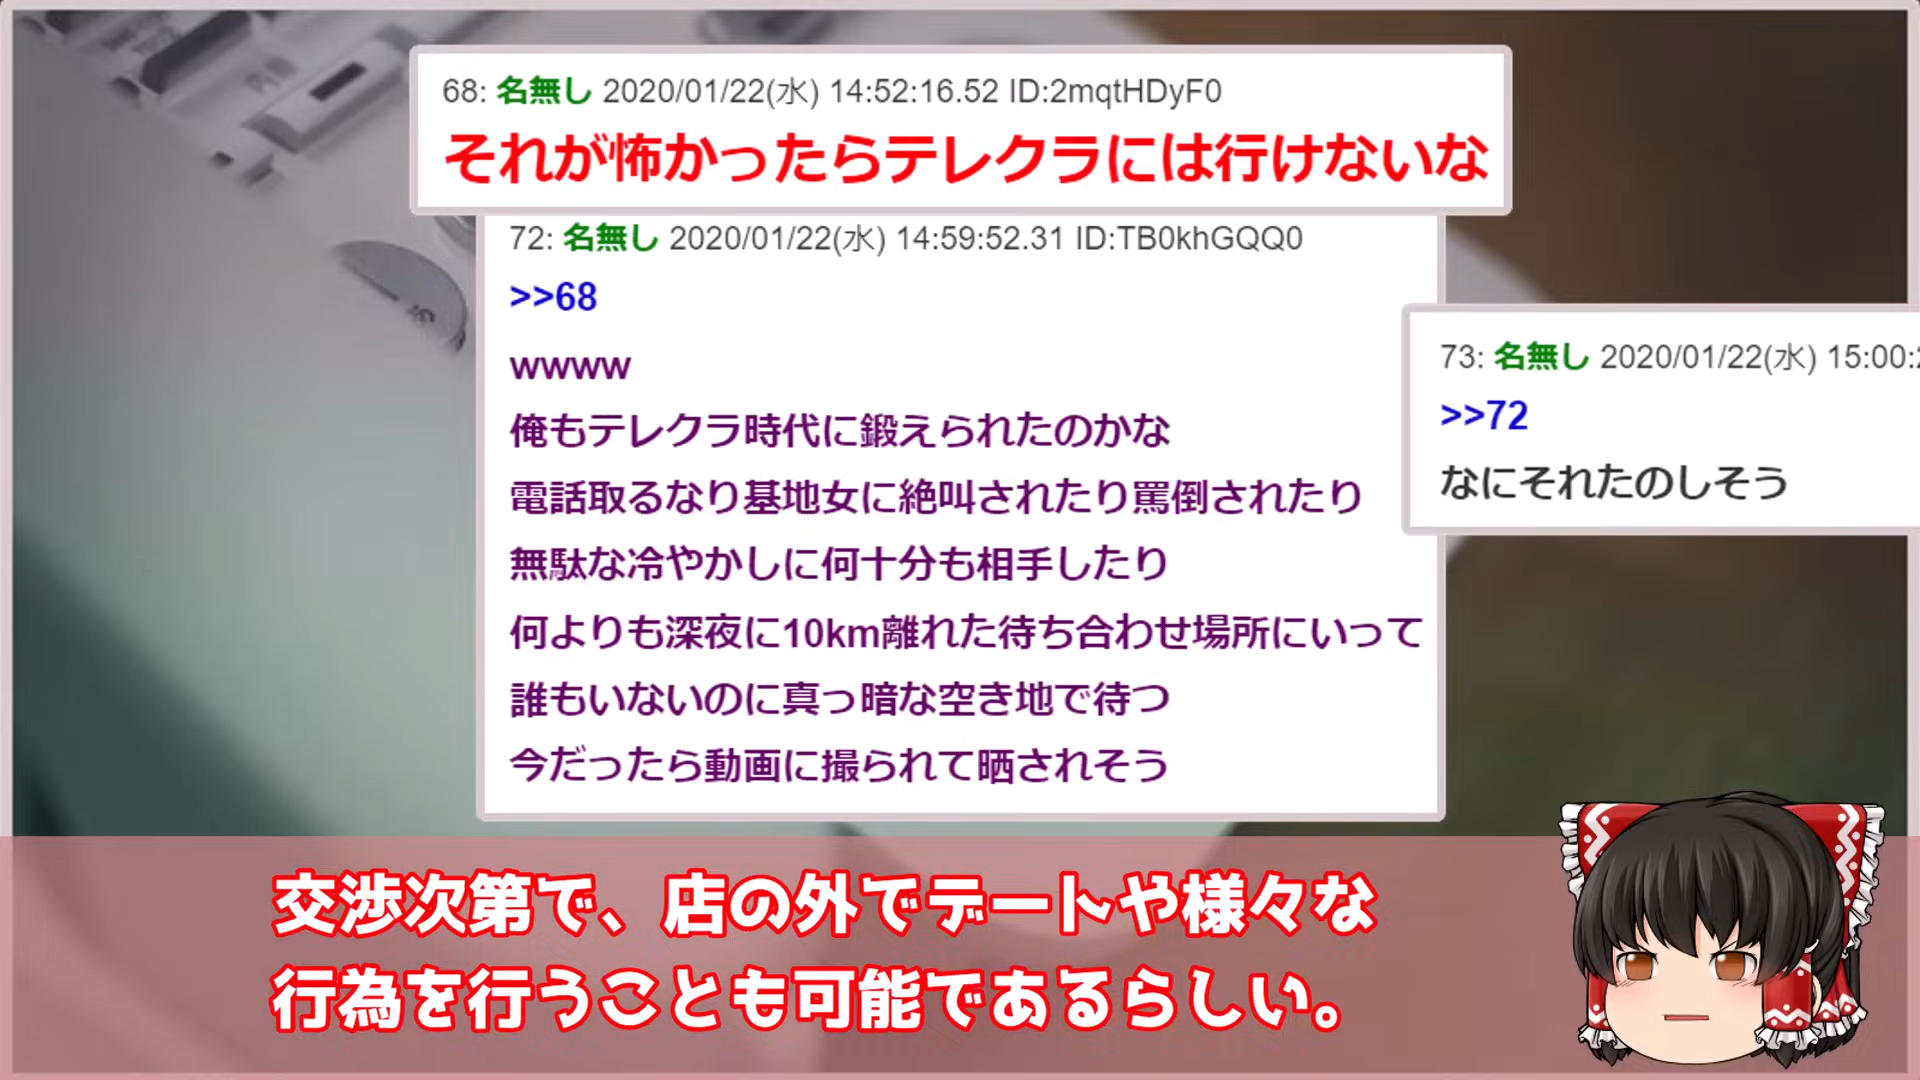 68: 名無し 2020/01/22(水) 14:52:16.52 ID:2mqtHDyF0
それが怖かったらテレクラには行けないな
72: 名無し 2020/01/22(水) 14:59:52.31 ID:TB0khGQQ0
>>68
wwww
俺もテレクラ時代に鍛えられたのかな
電話取るなり基地女に絶叫されたり罵倒されたり
無駄な冷やかしに何十分も相手したり
何よりも深夜に10km離れた待ち合わせ場所にいって
誰もいないのに真っ暗な空き地で待つ
今だったら動画に撮られて晒されそう
73: 名無し 2020/01/22(水) 15:00:2
>>72
なにそれたのしそう
交渉次第で、店の外でデートや様々な
行為を行うことも可能であるらしい。